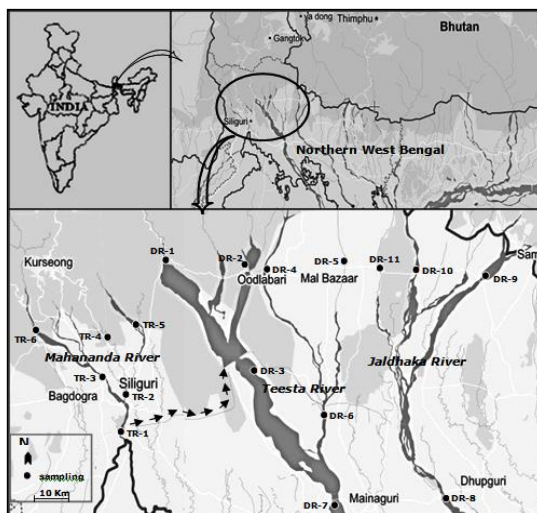 INDIA
ya dong
Thimphu
Gangtok
Bhutan
Siliguri
Northern West Bengal
DR-1
DR-2
DR-4
DR-5
DR-11
DR-10
DR-9
Sam
Kurseong
Oodlabari
Mal Bazaar
TR-6
TR-4
TR-5
Mahananda River
Jaldhaka River
TR-3
Siliguri
DR-3
Teesta River
Bagdogra
TR-2
DR-6
TR-1
N
sampling
10 Km
DR-7
Mainaguri
Dhupguri
DR-8